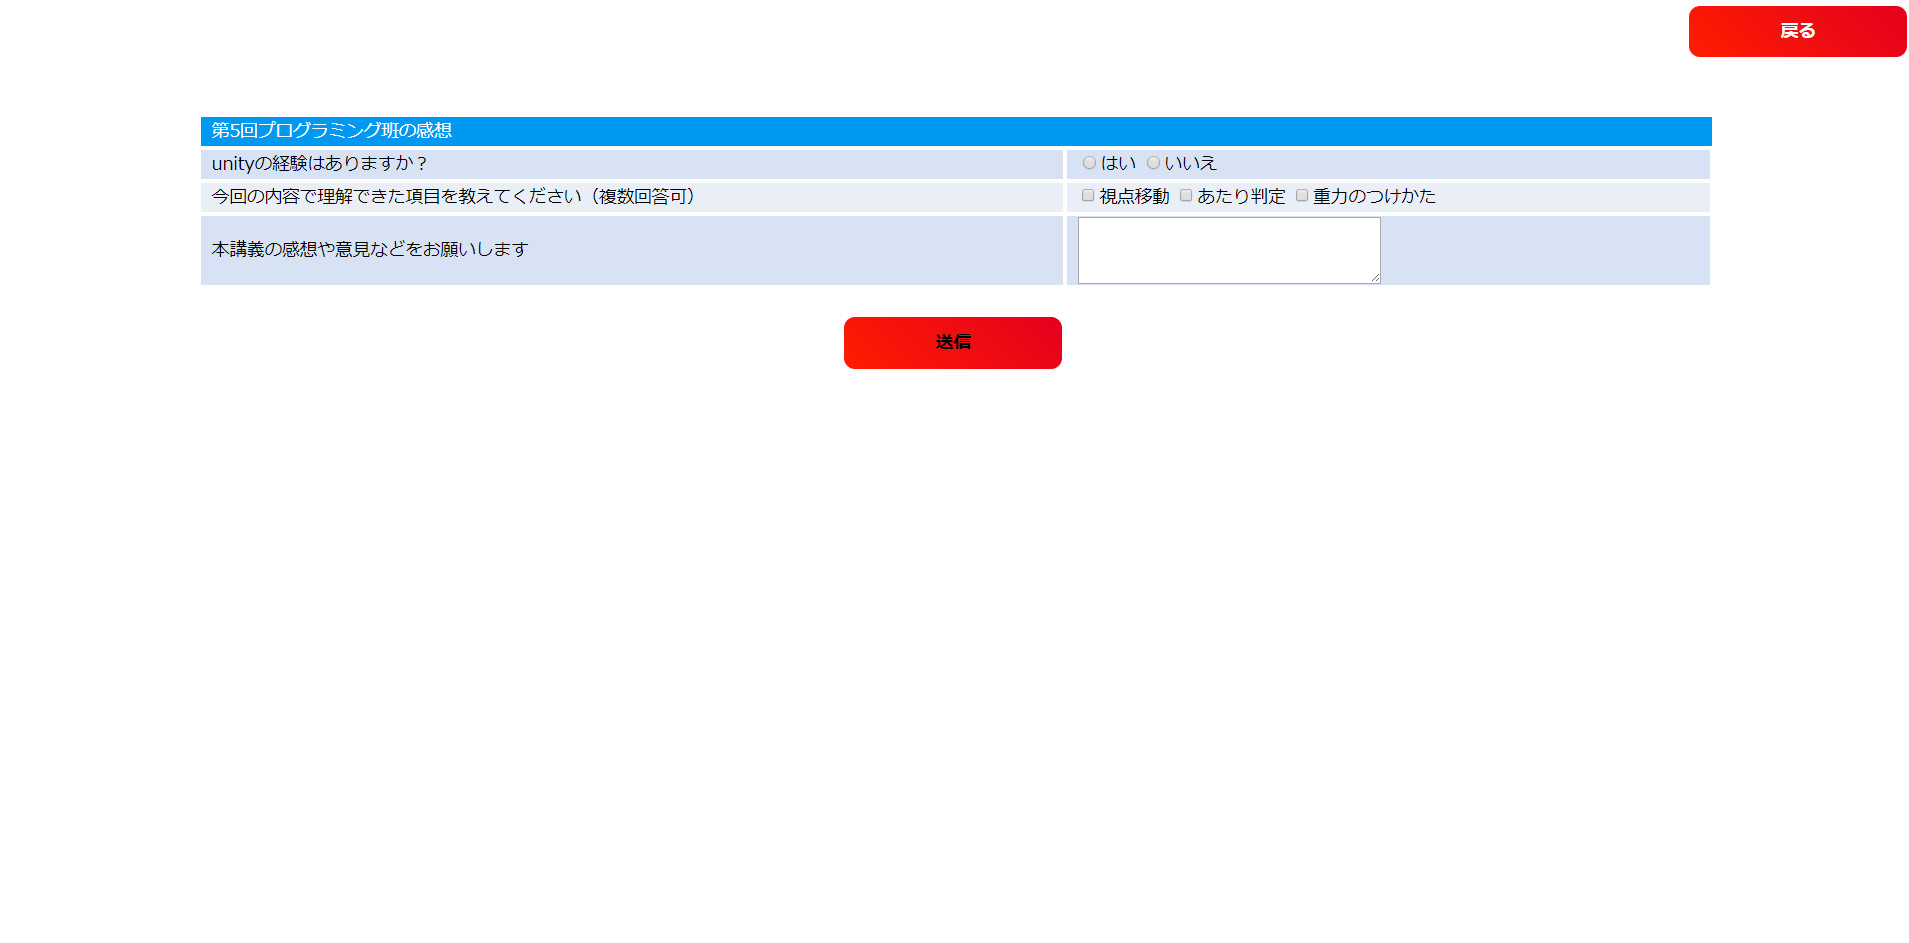 戻る
第5回プログラミング班の感想
unityの経験はありますか？ はい いいえ
今回の内容で理解できた項目を教えてください（複数回答可） 視点移動 あたり判定 重力のつけかた
本講義の感想や意見などをお願いします
送信